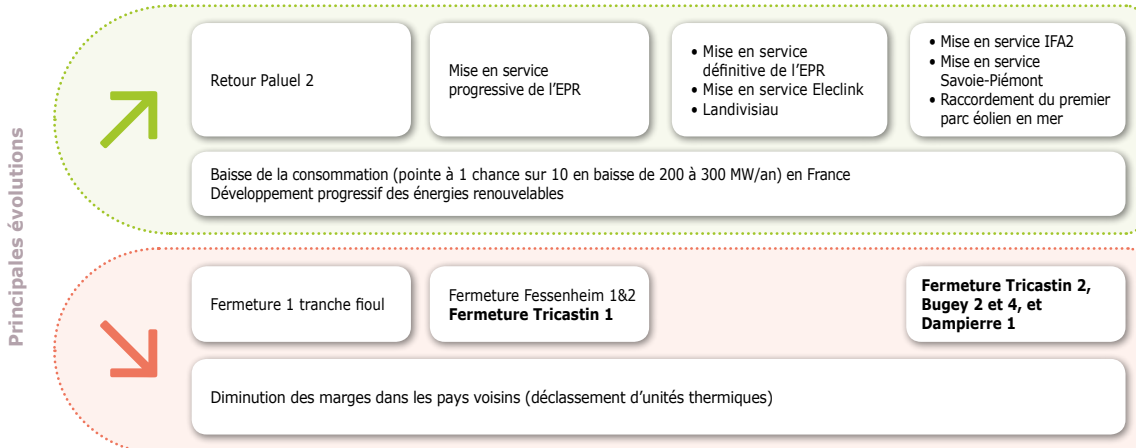 Principales évolutions
Retour Paluel 2
Mise en service
progressive de l'EPR
• Mise en service
définitive de l'EPR
• Mise en service Eleclink
• Landivisiau
• Mise en service IFA2
• Mise en service
Savoie-Piémont
• Raccordement du premier
parc éolien en mer
Baisse de la consommation (pointe à 1 chance sur 10 en baisse de 200 à 300 MW/an) en France
Développement progressif des énergies renouvelables
Fermeture 1 tranche fioul
Fermeture Fessenheim 1&2
Fermeture Tricastin 1
Fermeture Tricastin 2,
Bugey 2 et 4, et
Dampierre 1
Diminution des marges dans les pays voisins (déclassement d'unités thermiques)